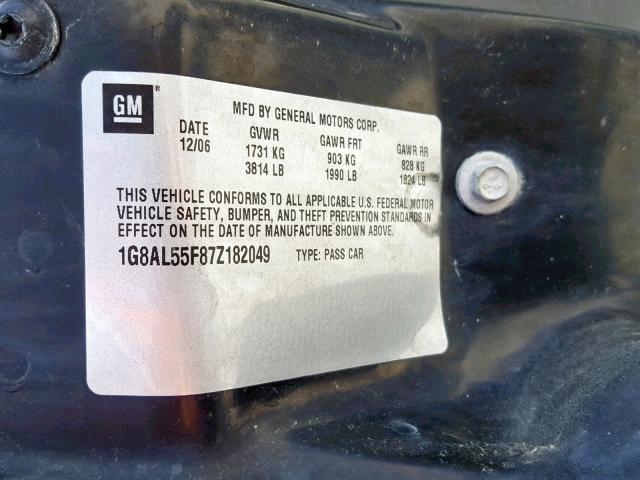 GM®
MFD BY GENERAL MOTORS CORP.
DATE GVWR GAWR FRT GAWR RR
12/06 1731 KG 903 KG 828 KG
3814 LB 1990 LB 1824 LB
THIS VEHICLE CONFORMS TO ALL APPLICABLE U.S. FEDERAL MOTOR
VEHICLE SAFETY, BUMPER, AND THEFT PREVENTION STANDARDS IN
EFFECT ON THE DATE OF MANUFACTURE SHOWN ABOVE.
1G8AL55F87Z182049 TYPE: PASS CAR